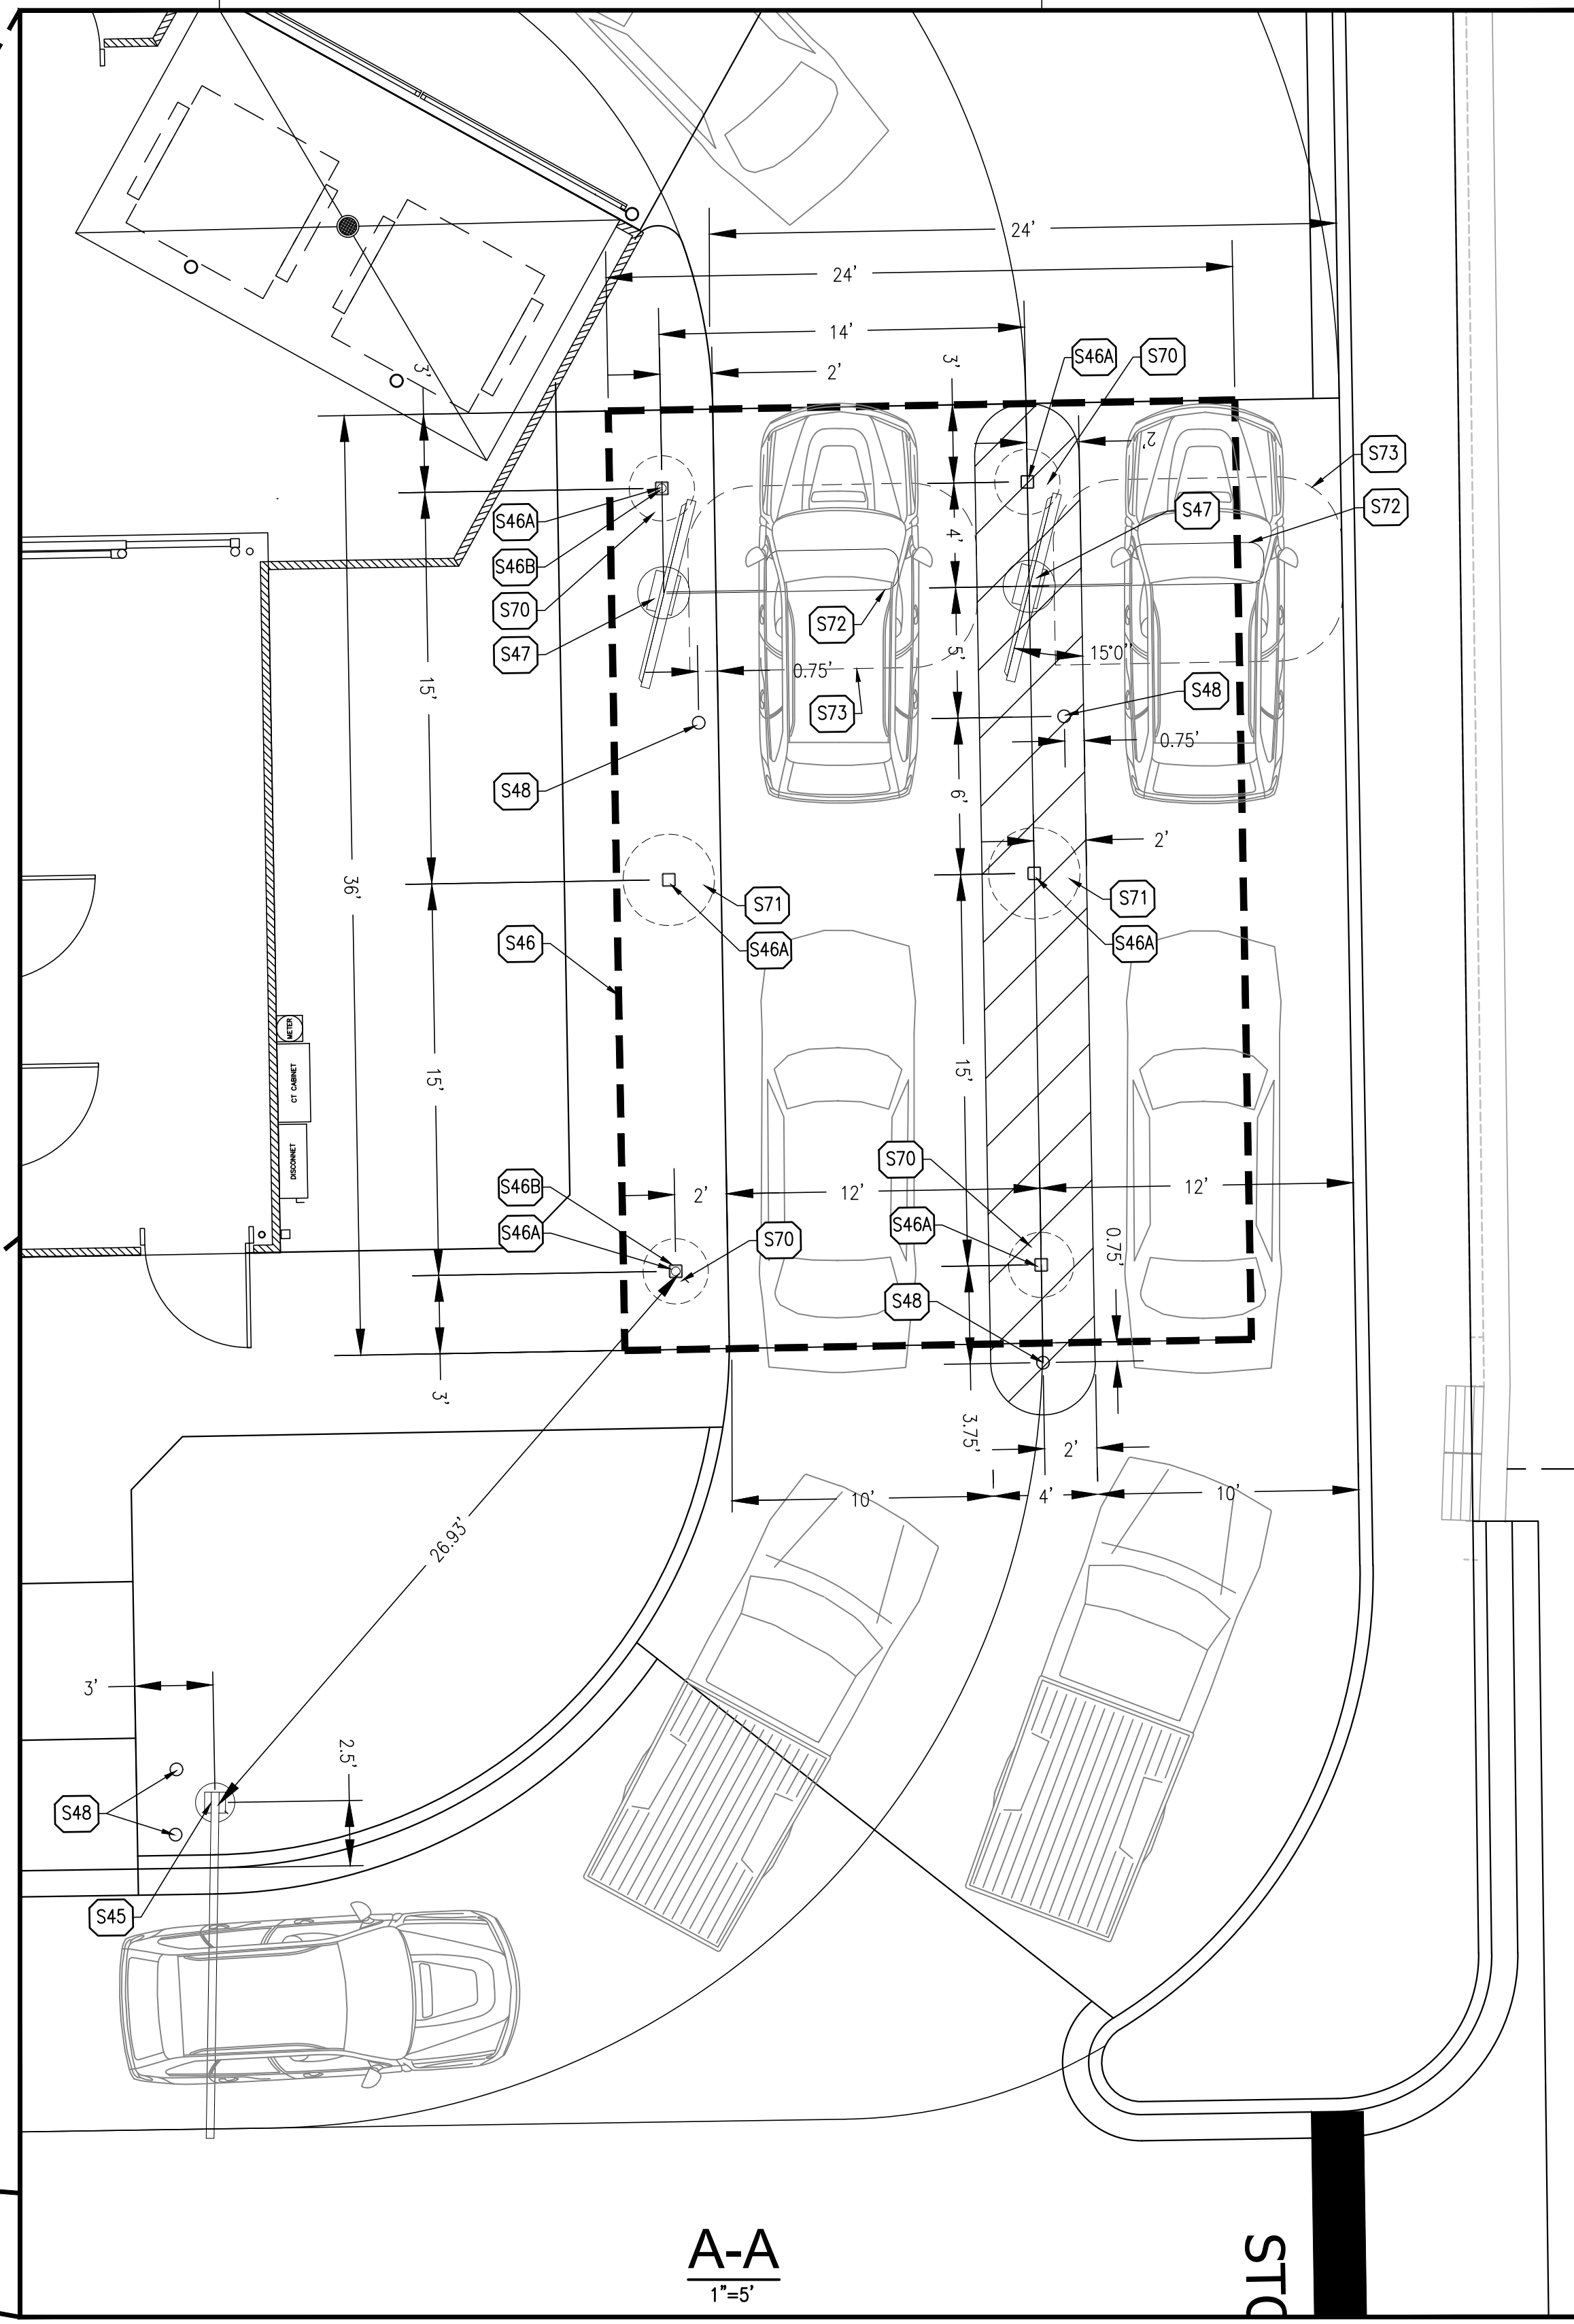 24'
24'
14'
3'
S46A
S70
2'
3'
2'
S73
S72
S46A
S47
4'
S46B
S70
S72
S47
5'
15°0"
0.75'
15'
S48
S73
0.75'
S48
6'
2'
36'
S71
S71
S46
S46A
S46A
METER
CT CABINET
15'
15'
DISCONNET
S70
S46B
2'
12'
12'
S46A
S46A
S70
0.75'
S48
3'
3.75'
2'
10'
4'
10'
26.93'
3'
2.5'
S48
S45
A-A
1"=5'